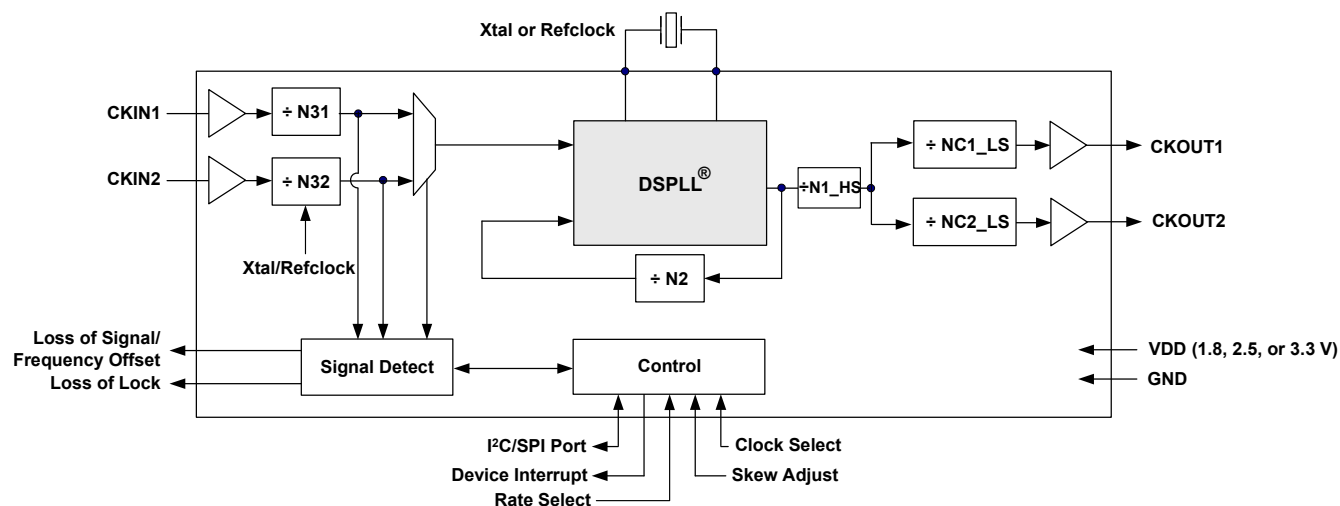 Xtal or Refclock
CKIN1
÷ N31
÷ NC1_LS
CKOUT1
CKIN2
÷ N32
DSPLL®
÷N1_HS
÷ NC2_LS
CKOUT2
Xtal/Refclock
÷ N2
Loss of Signal/
Frequency Offset
Loss of Lock
Signal Detect
Control
VDD (1.8, 2.5, or 3.3 V)
GND
I²C/SPI Port
Device Interrupt
Rate Select
Clock Select
Skew Adjust